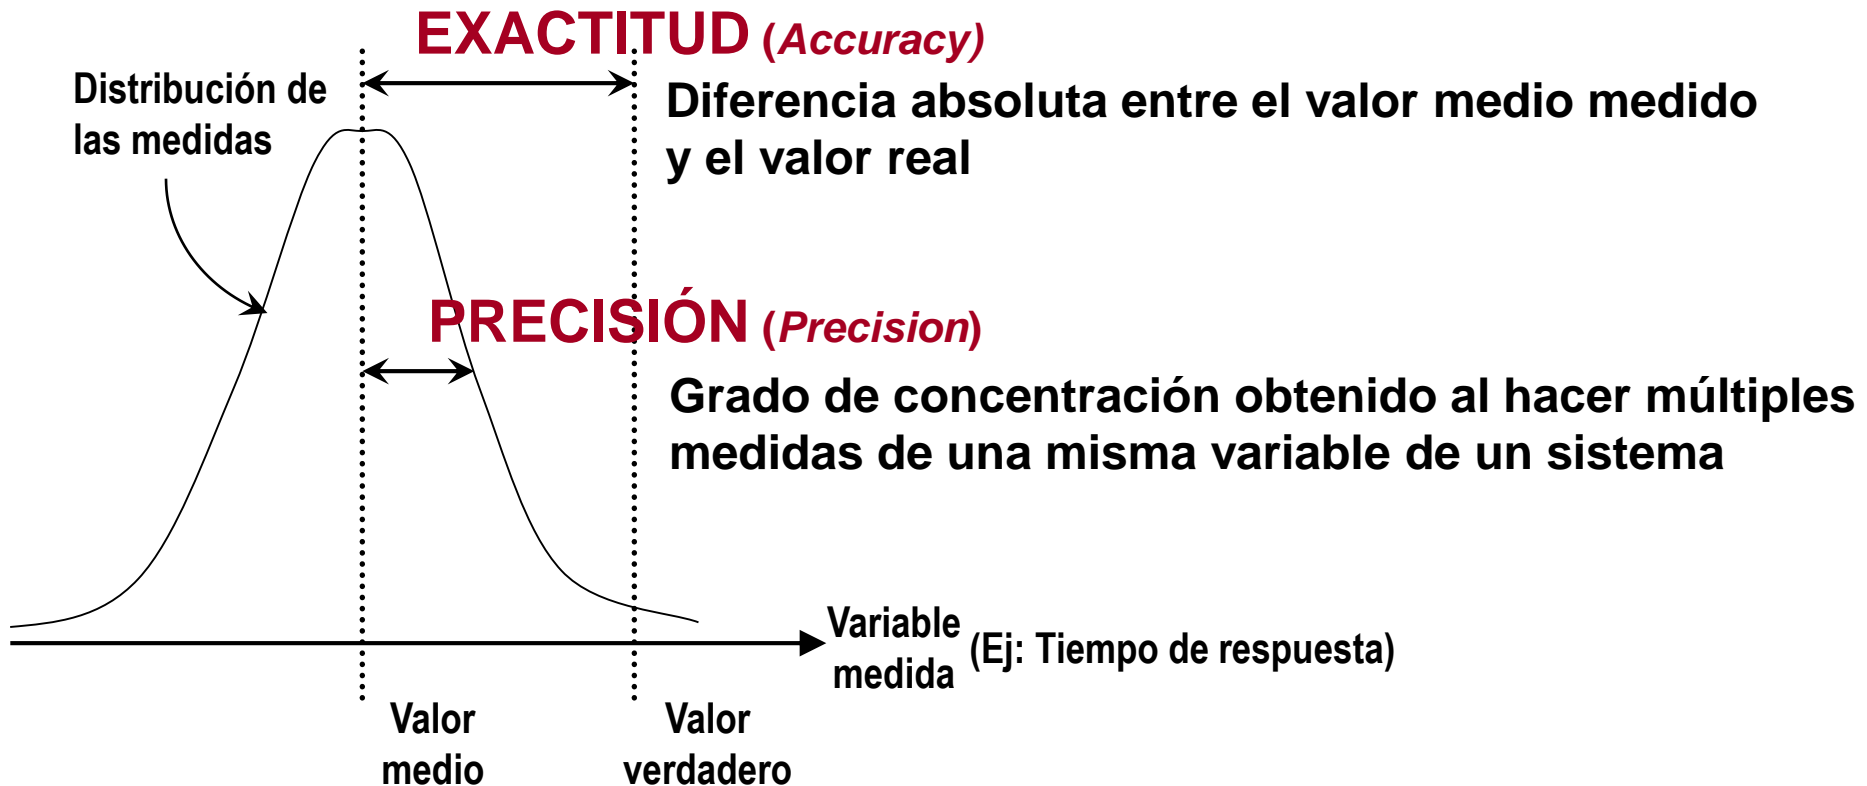 EXACTITUD (Accuracy)
Distribución de
las medidas
Diferencia absoluta entre el valor medio medido
y el valor real
PRECISIÓN (Precision)
Grado de concentración obtenido al hacer múltiples
medidas de una misma variable de un sistema
Variable
medida
(Ej: Tiempo de respuesta)
Valor
medio
Valor
verdadero